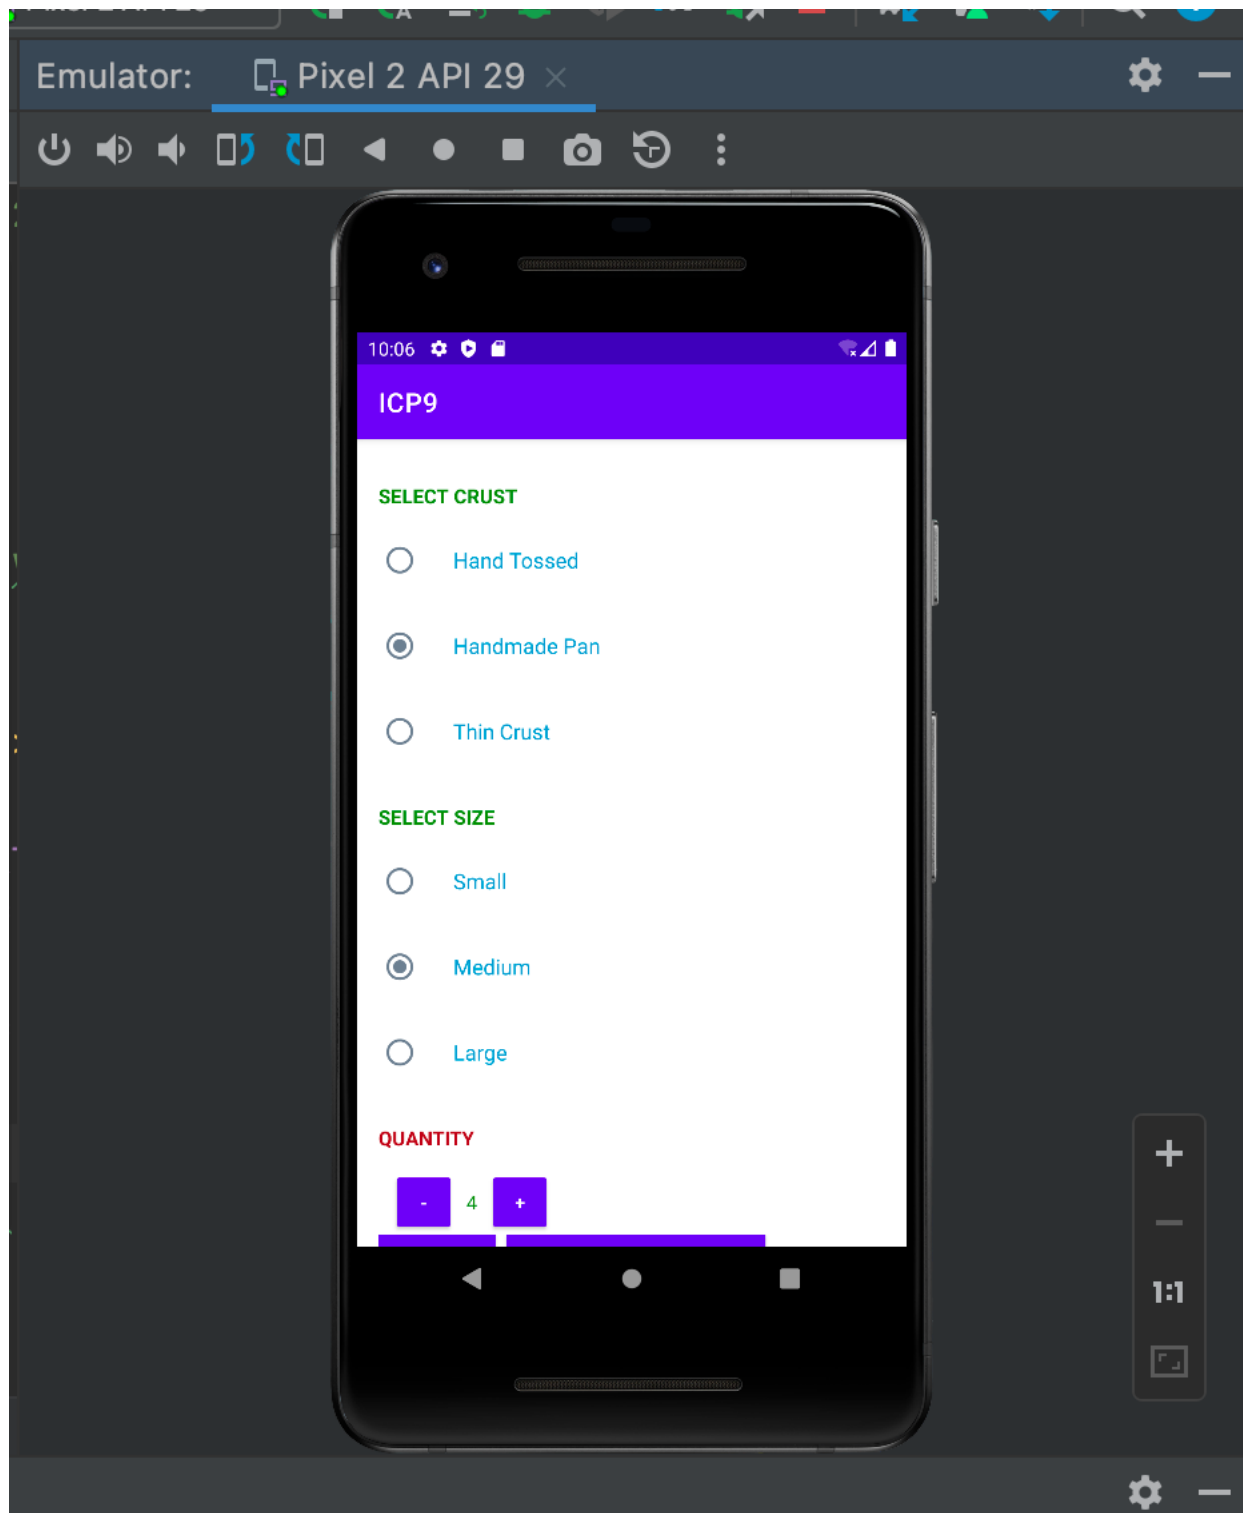 Emulator: Pixel 2 API 29
10:06
ICP9
SELECT CRUST
Hand Tossed
Handmade Pan
Thin Crust
SELECT SIZE
Small
Medium
Large
QUANTITY
- 4 +
1:1